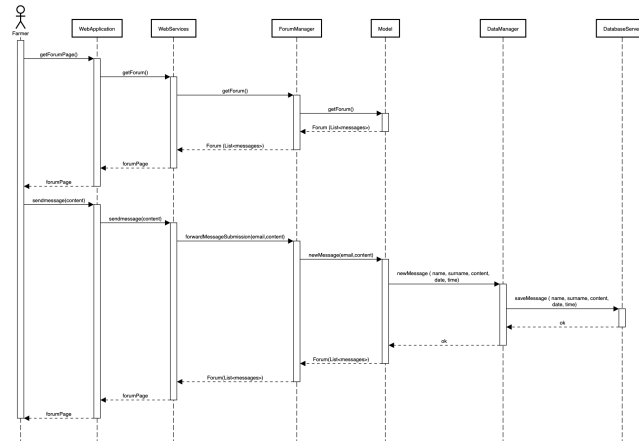 Farmer
WebApplication
WebServices
ForumManager
Model
DataManager
DatabaseServe
getForumPage()
getForum()
getForum()
getForum()
Forum (List<messages>)
Forum (List<messages>)
forumPage
forumPage
sendmessage(content)
sendmessage(content)
forwardMessageSubmission(email,content)
newMessage(email,content)
newMessage ( name, surname, content,
date, time)
saveMessage ( name, surname, content,
date, time)
ok
ok
Forum(List<messages>)
Forum(List<messages>)
forumPage
forumPage